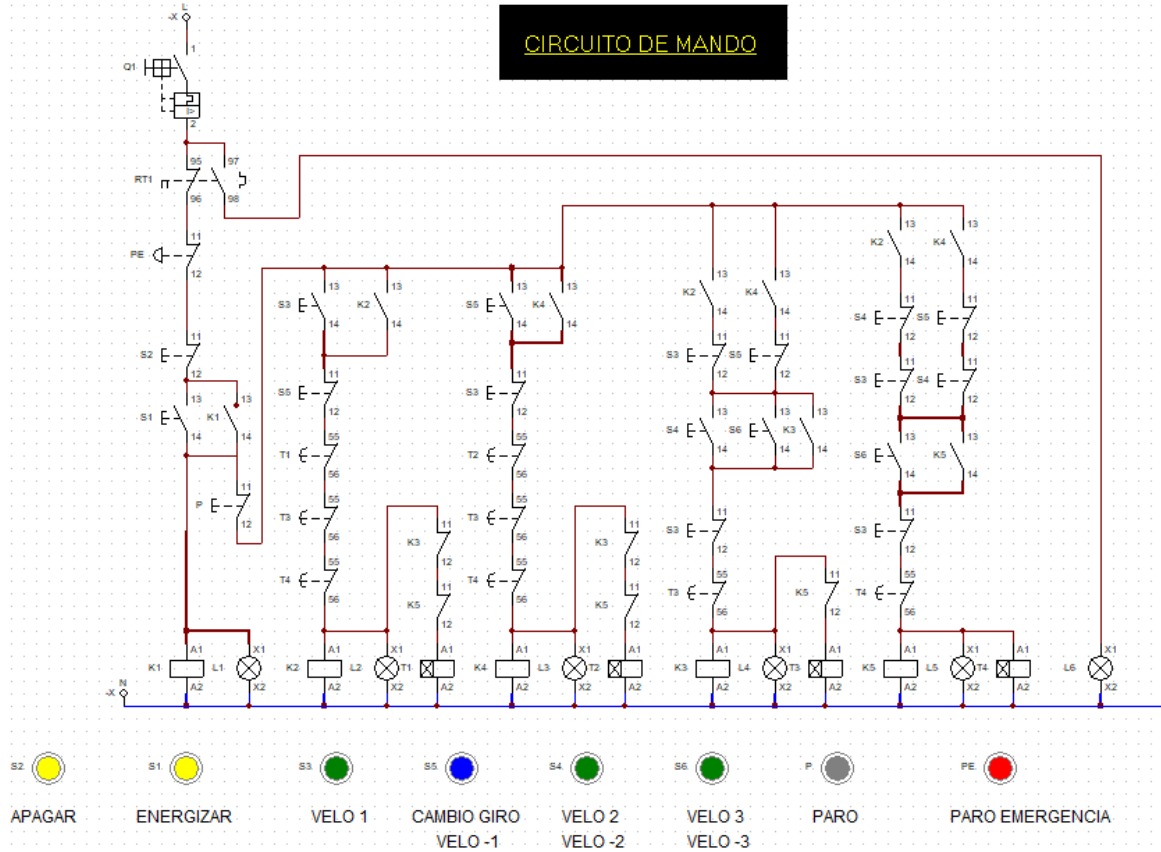 L
-X
CIRCUITO DE MANDO
1
Q1
I>
2
95 97
RT1
96 98
11
PE
12
13 13
K2 K4
14 14
13 13 13 13
S3 K2 S5 K4
14 14 14 14
13 13
K2 K4
14 14
11 11
S4 S5
12 12
11
S2
12
11 11
S3 S5
12 12
11 11
S3 S4
12 12
13 13
S1 K1
14 14
11
S5
12
11
S3
12
13 13 13
S4 S6 K3
14 14 14
13 13
S6 K5
14 14
55
T1
56
55
T2
56
11
P
12
55
T3
56
55
T3
56
11
K3
12
11
K3
12
11
S3
12
11
S3
12
55
T4
56
55
T4
56
11
K5
12
11
K5
12
55
T3
56
11
K5
12
55
T4
56
A1 X1 A1 X1 A1 A1 X1 A1 A1 X1 A1 A1 X1 A1 X1
K1 L1 K2 L2 T1 K4 L3 T2 K3 L4 T3 K5 L5 T4 L6
A2 X2 A2 X2 A2 A2 X2 A2 A2 X2 A2 A2 X2 A2 X2
N
-X
S2 S1 S3 S5 S4 S6 P PE
APAGAR ENERGIZAR VELO 1 CAMBIO GIRO VELO 2 VELO 3 PARO PARO EMERGENCIA
VELO -1 VELO -2 VELO -3